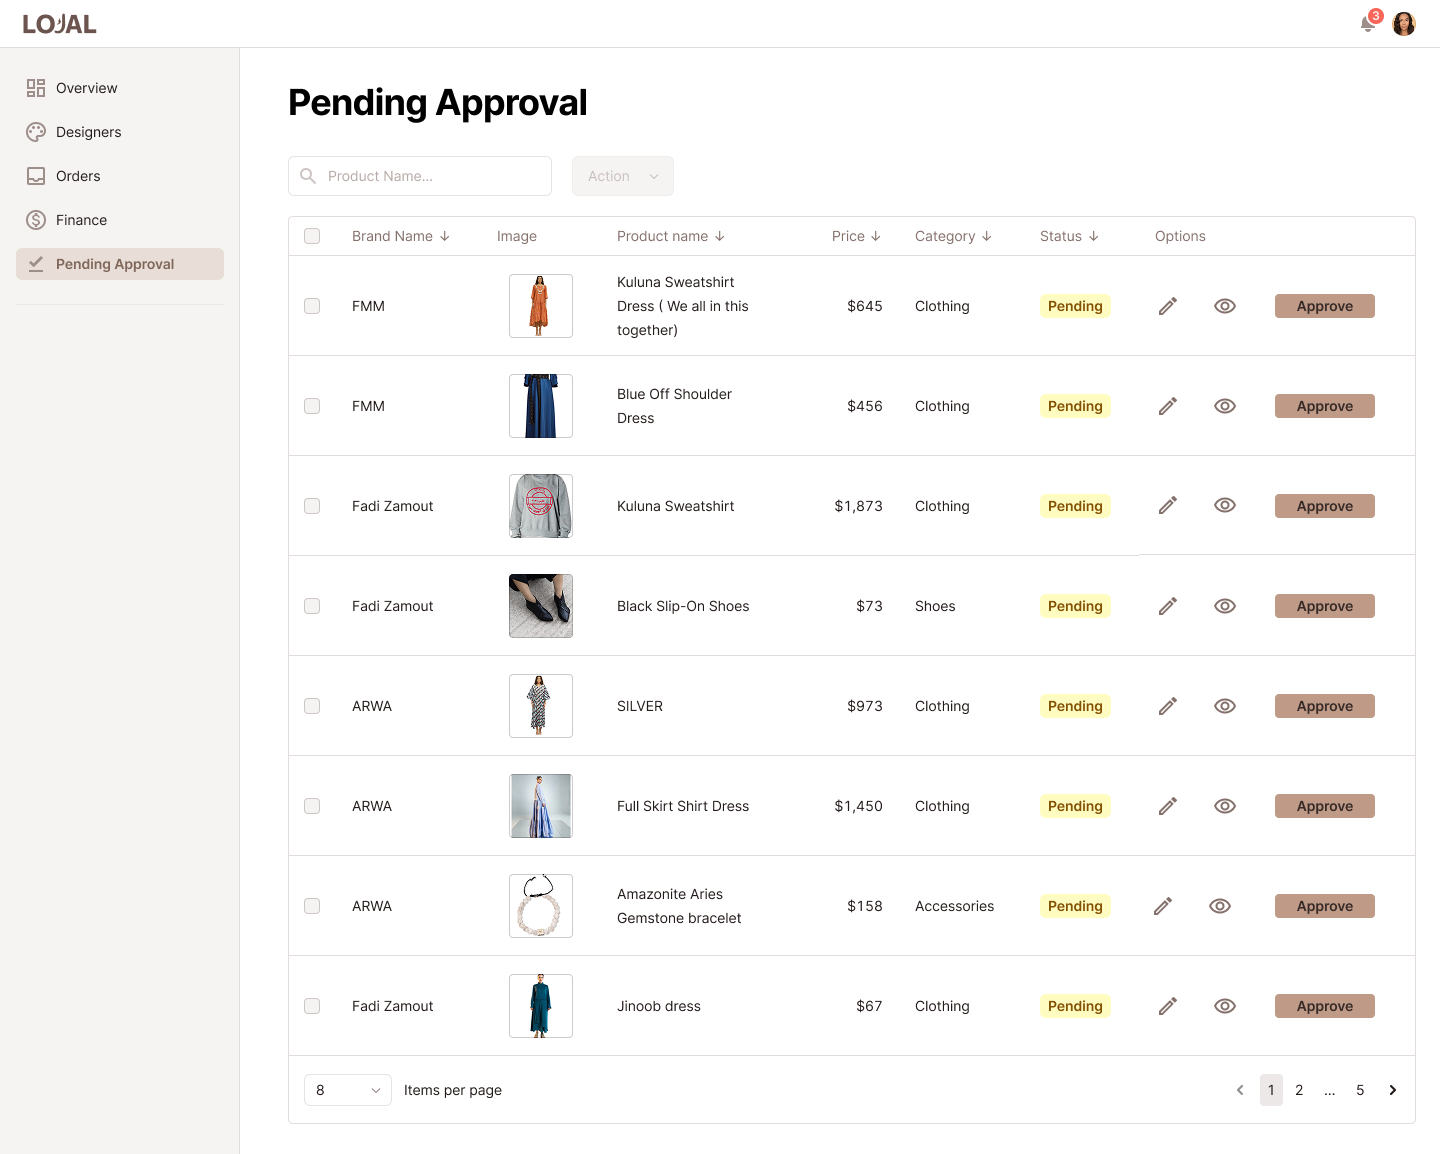 LOJAL
3
Overview
Designers
Orders
Finance
Pending Approval
Pending Approval
Product Name...
Action
Brand Name Image Product name Price Category Status Options
FMM Kuluna Sweatshirt Dress ( We all in this together) $645 Clothing Pending Approve
FMM Blue Off Shoulder Dress $456 Clothing Pending Approve
Fadi Zamout Kuluna Sweatshirt $1,873 Clothing Pending Approve
Fadi Zamout Black Slip-On Shoes $73 Shoes Pending Approve
ARWA SILVER $973 Clothing Pending Approve
ARWA Full Skirt Shirt Dress $1,450 Clothing Pending Approve
ARWA Amazonite Aries Gemstone bracelet $158 Accessories Pending Approve
Fadi Zamout Jinoob dress $67 Clothing Pending Approve
8 Items per page 1 2 ... 5